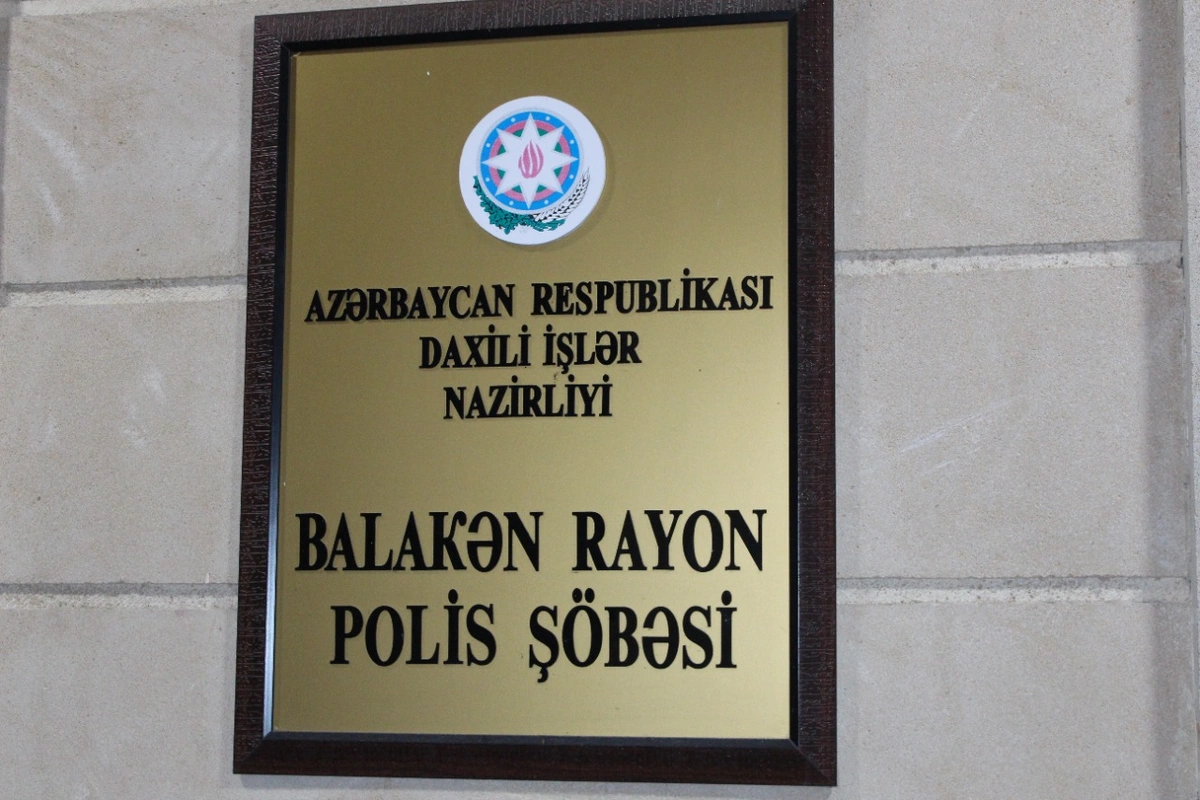 AZƏRBAYCAN RESPUBLİKASI
DAXİLİ İŞLƏR
NAZİRLİYİ
BALAKƏN RAYON
POLİS ŞÖBƏSİ